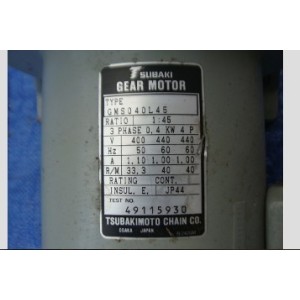 TSUBAKI
GEAR MOTOR
TYPE
GMS040L45
RATIO 1:45
3 PHASE 0.4 KW 4 P
V 400 440 440
Hz 50 60 60
A 1.10 1.00 1.00
R/M 33.3 40 40
RATING CONT.
INSUL. E. JP44
TEST NO.
4911593D
TSUBAKIMOTO CHAIN CO.
OSAKA JAPAN